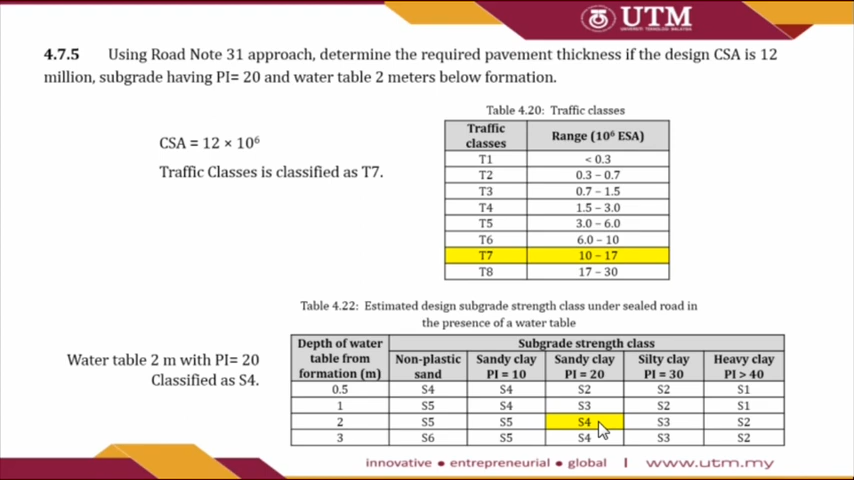 UTM
UNIVERSITI TEKNOLOGI MALAYSIA
4.7.5 Using Road Note 31 approach, determine the required pavement thickness if the design CSA is 12
million, subgrade having PI= 20 and water table 2 meters below formation.
CSA = 12 × 10⁶
Traffic Classes is classified as T7.
Table 4.20: Traffic classes
Traffic classes Range (10⁶ ESA)
T1 < 0.3
T2 0.3 – 0.7
T3 0.7 – 1.5
T4 1.5 – 3.0
T5 3.0 – 6.0
T6 6.0 – 10
T7 10 – 17
T8 17 – 30
Water table 2 m with PI= 20
Classified as S4.
Table 4.22: Estimated design subgrade strength class under sealed road in
the presence of a water table
Depth of water table from formation (m) Subgrade strength class
Non-plastic sand Sandy clay PI = 10 Sandy clay PI = 20 Silty clay PI = 30 Heavy clay PI > 40
0.5 S4 S4 S2 S2 S1
1 S5 S4 S3 S2 S1
2 S5 S5 S4 S3 S2
3 S6 S5 S4 S3 S2
innovative ● entrepreneurial ● global | www.utm.my